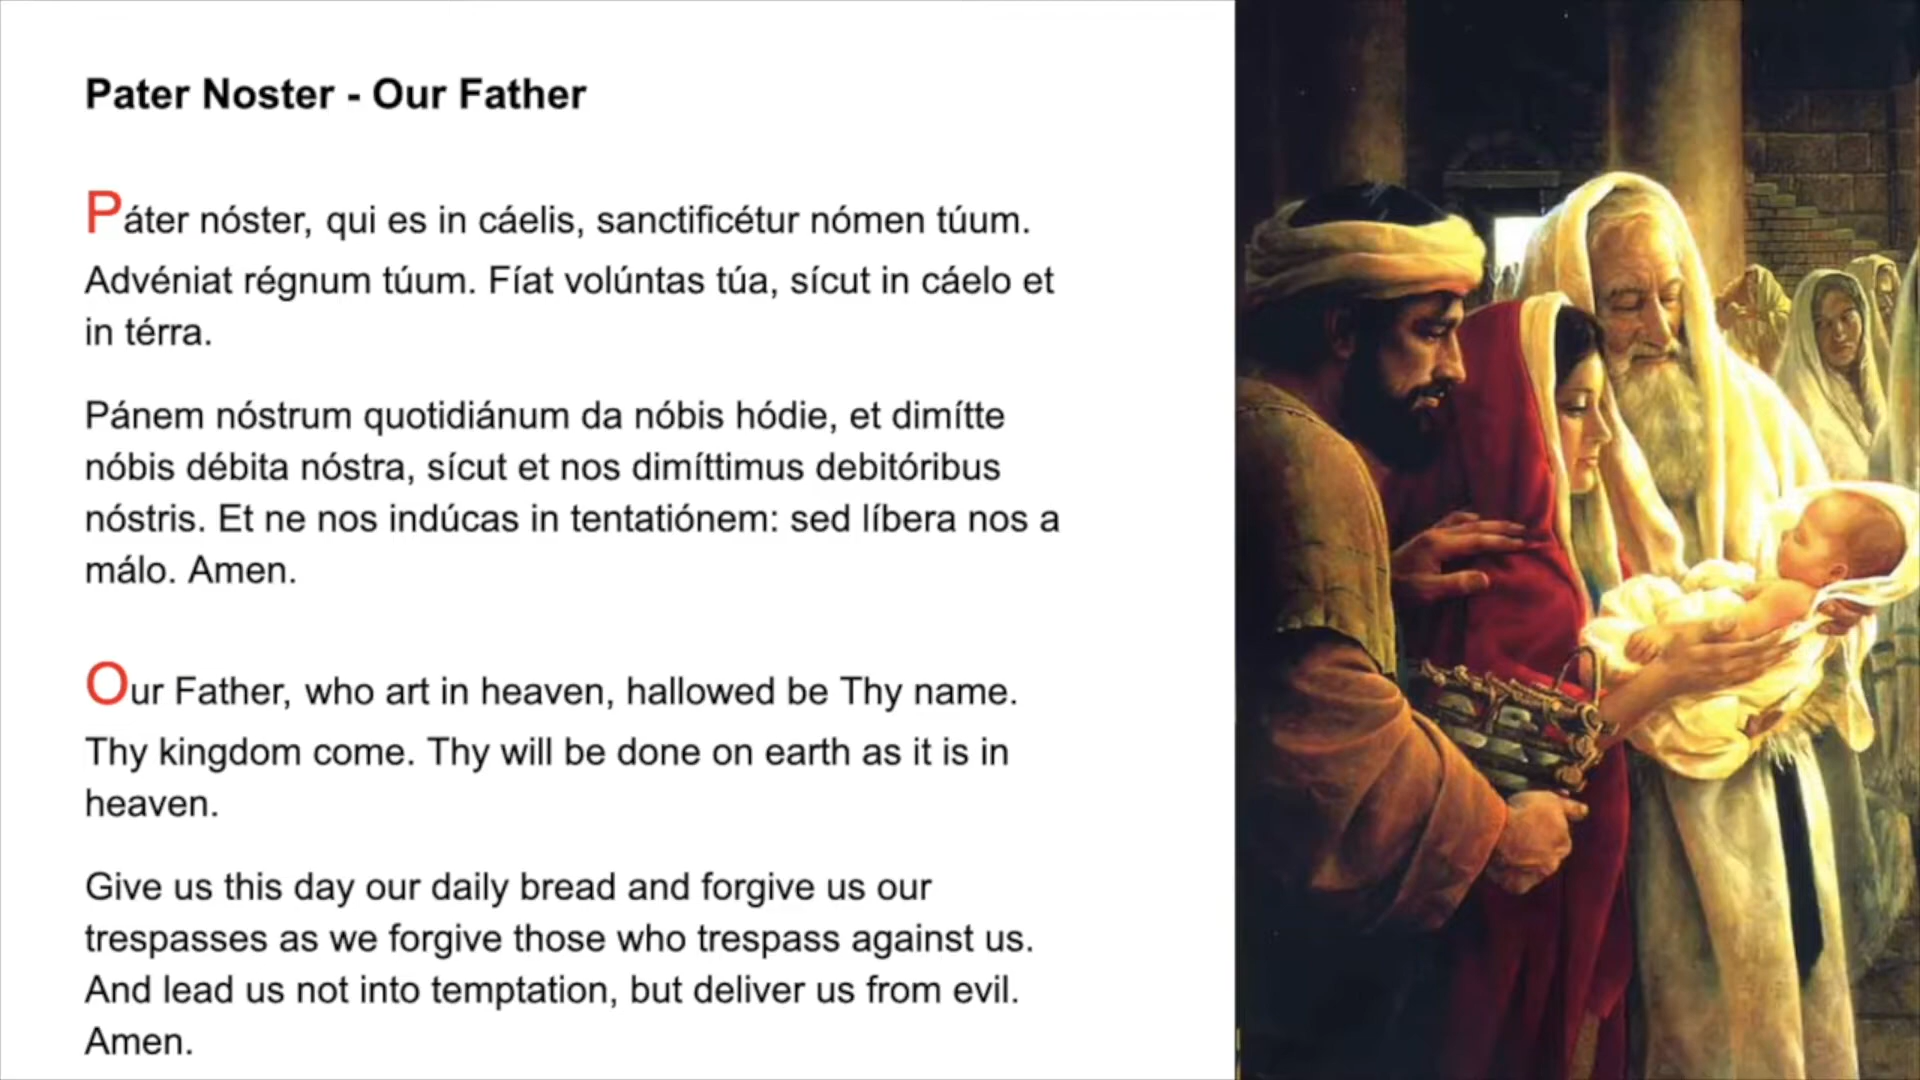 Pater Noster - Our Father
Páter nóster, qui es in cáelis, sanctificétur nómen túum.
Advéniat régnum túum. Fíat volúntas túa, sícut in cáelo et
in térra.
Pánem nóstrum quotidiánum da nóbis hódie, et dimítte
nóbis débita nóstra, sícut et nos dimíttimus debitóribus
nóstris. Et ne nos indúcas in tentatiónem: sed líbera nos a
málo. Amen.
Our Father, who art in heaven, hallowed be Thy name.
Thy kingdom come. Thy will be done on earth as it is in
heaven.
Give us this day our daily bread and forgive us our
trespasses as we forgive those who trespass against us.
And lead us not into temptation, but deliver us from evil.
Amen.